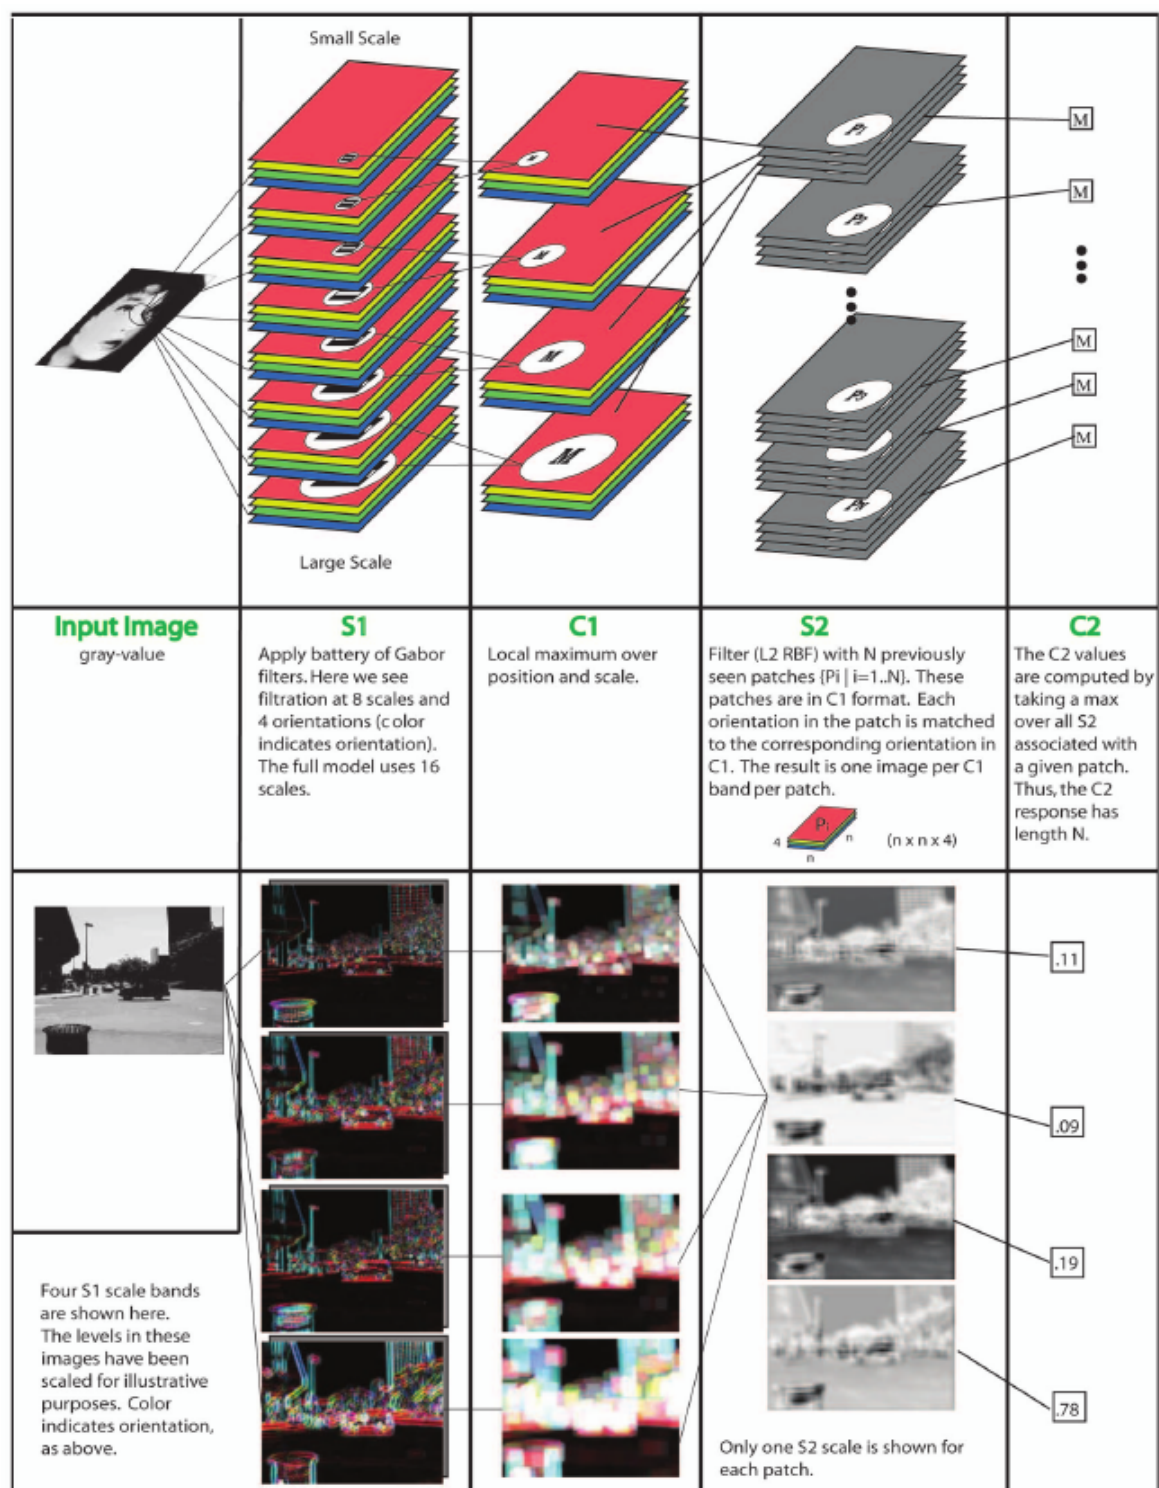 Small Scale
M
M
M
M
P1
P2
P3
PN
M
M
M
M
M
Large Scale
Input Image
gray-value
S1
Apply battery of Gabor
filters. Here we see
filtration at 8 scales and
4 orientations (color
indicates orientation).
The full model uses 16
scales.
C1
Local maximum over
position and scale.
S2
Filter (L2 RBF) with N previously
seen patches {Pi | i=1..N}. These
patches are in C1 format. Each
orientation in the patch is matched
to the corresponding orientation in
C1. The result is one image per C1
band per patch.
Pi
4
n
n
(n x n x 4)
C2
The C2 values
are computed by
taking a max
over all S2
associated with
a given patch.
Thus, the C2
response has
length N.
.11
.09
.19
.78
Four S1 scale bands
are shown here.
The levels in these
images have been
scaled for illustrative
purposes. Color
indicates orientation,
as above.
Only one S2 scale is shown for
each patch.